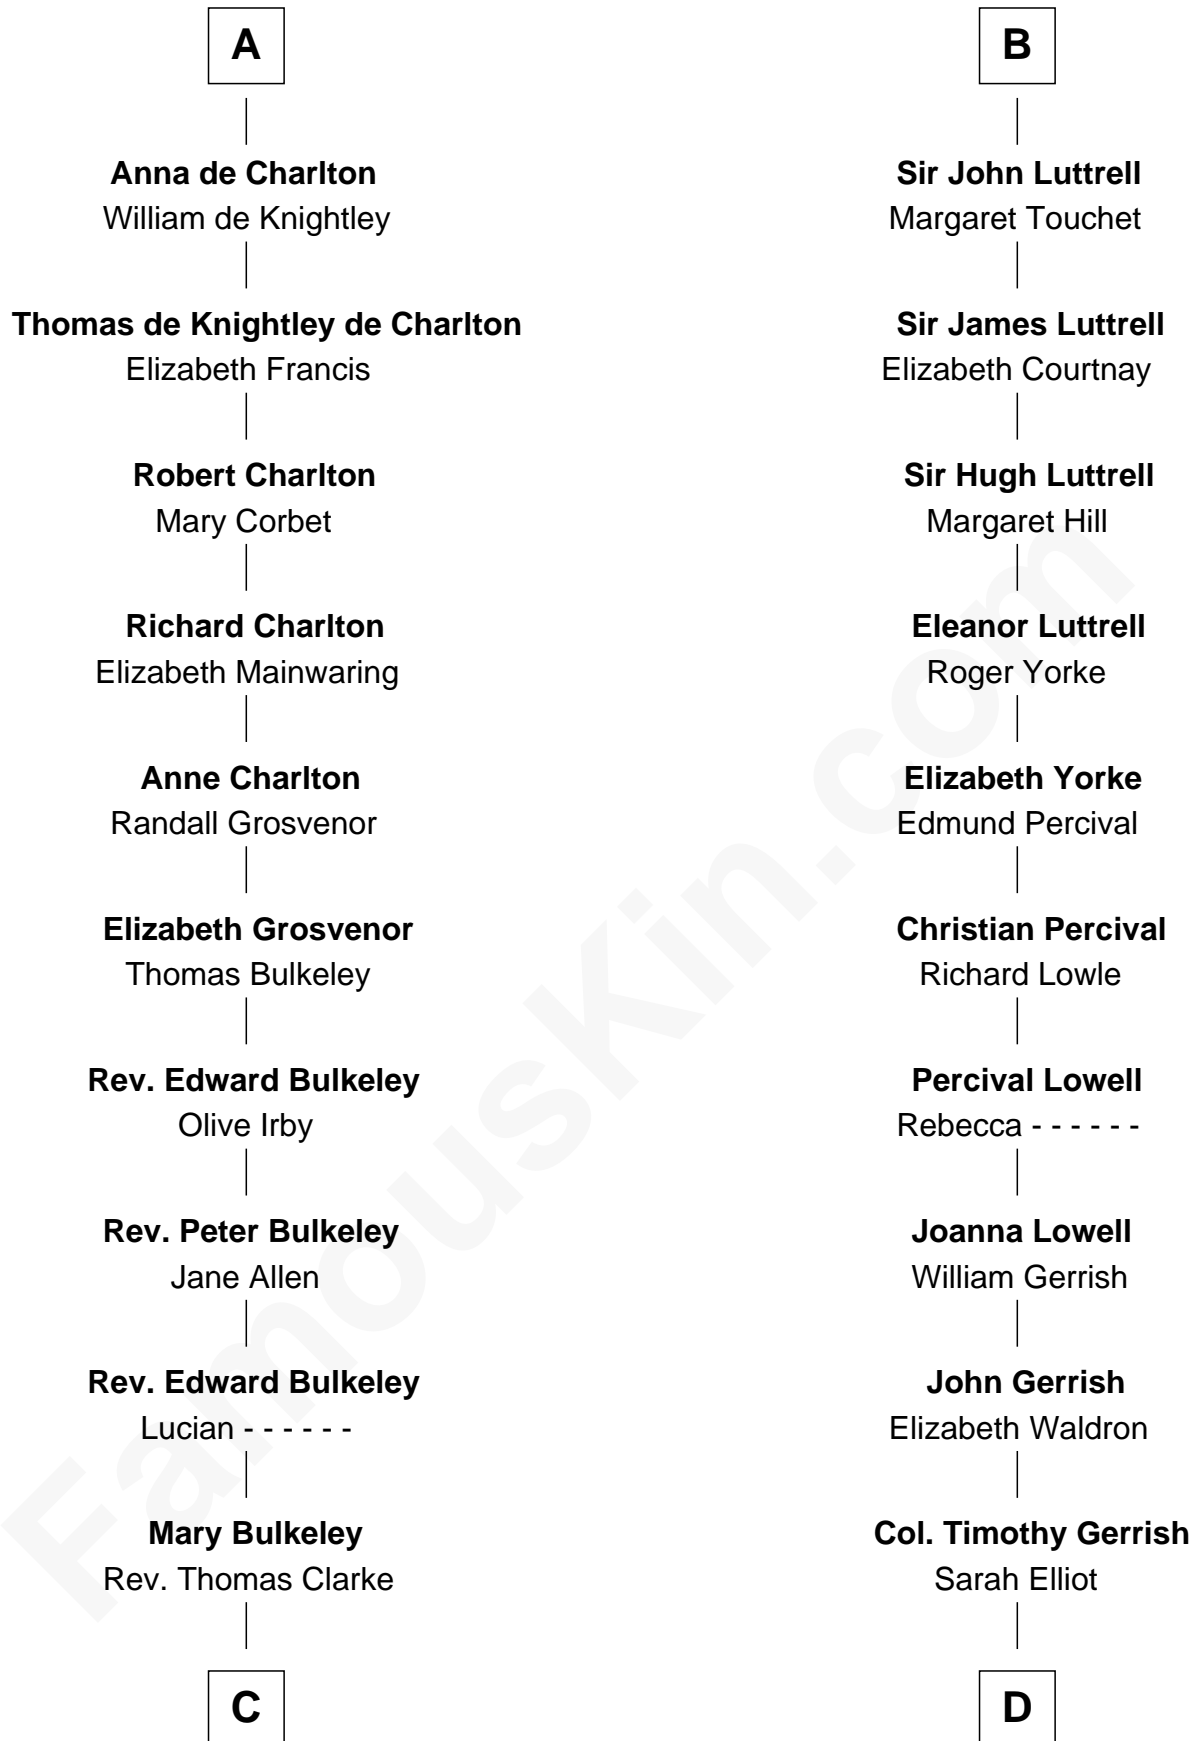 A
Anna de Charlton
William de Knightley
Thomas de Knightley de Charlton
Elizabeth Francis
Robert Charlton
Mary Corbet
Richard Charlton
Elizabeth Mainwaring
Anne Charlton
Randall Grosvenor
Elizabeth Grosvenor
Thomas Bulkeley
Rev. Edward Bulkeley
Olive Irby
Rev. Peter Bulkeley
Jane Allen
Rev. Edward Bulkeley
Lucian - - - - - -
Mary Bulkeley
Rev. Thomas Clarke
C
B
Sir John Luttrell
Margaret Touchet
Sir James Luttrell
Elizabeth Courtnay
Sir Hugh Luttrell
Margaret Hill
Eleanor Luttrell
Roger Yorke
Elizabeth Yorke
Edmund Percival
Christian Percival
Richard Lowle
Percival Lowell
Rebecca - - - - - -
Joanna Lowell
William Gerrish
John Gerrish
Elizabeth Waldron
Col. Timothy Gerrish
Sarah Elliot
D
FamousKin.com